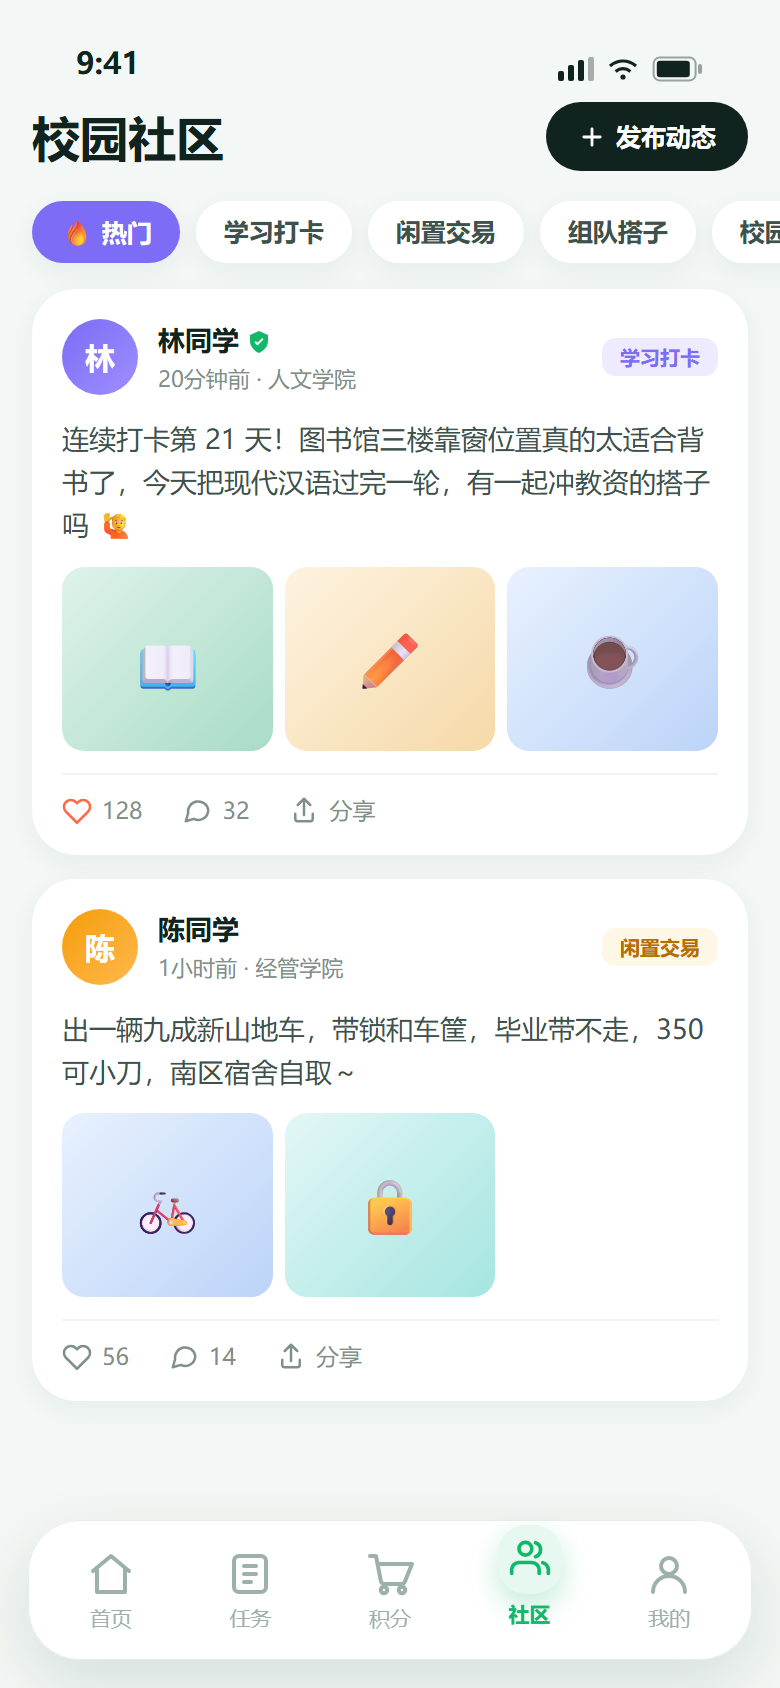 9:41
校园社区
+ 发布动态
🔥 热门
学习打卡
闲置交易
组队搭子
校园
林
林同学
20分钟前 · 人文学院
学习打卡
连续打卡第 21 天！图书馆三楼靠窗位置真的太适合背
书了，今天把现代汉语过完一轮，有一起冲教资的搭子
吗 🙋
128
32
分享
陈
陈同学
1小时前 · 经管学院
闲置交易
出一辆九成新山地车，带锁和车筐，毕业带不走，350
可小刀，南区宿舍自取～
56
14
分享
首页
任务
积分
社区
我的